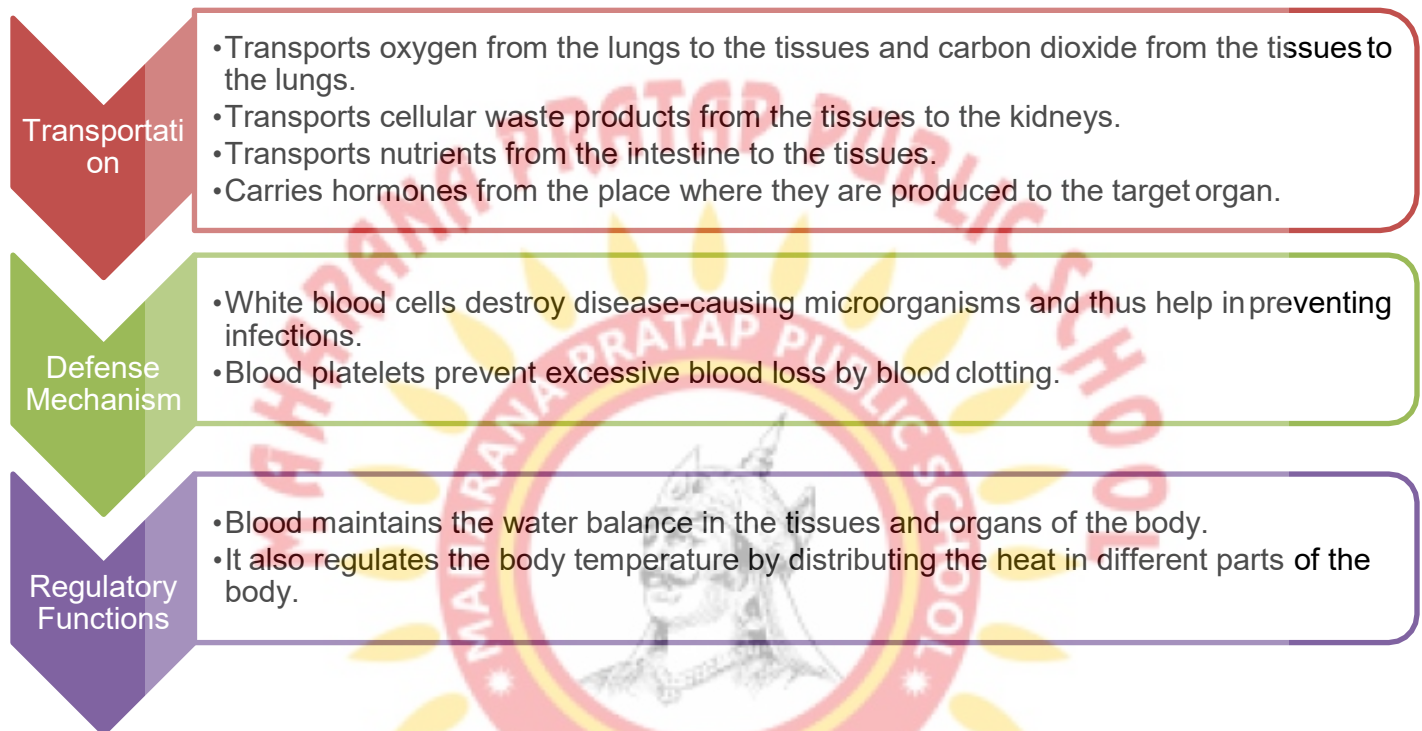 Transportati
on
•Transports oxygen from the lungs to the tissues and carbon dioxide from the tissues to
the lungs.
•Transports cellular waste products from the tissues to the kidneys.
•Transports nutrients from the intestine to the tissues.
•Carries hormones from the place where they are produced to the target organ.
Defense
Mechanism
•White blood cells destroy disease-causing microorganisms and thus help in preventing
infections.
•Blood platelets prevent excessive blood loss by blood clotting.
Regulatory
Functions
•Blood maintains the water balance in the tissues and organs of the body.
•It also regulates the body temperature by distributing the heat in different parts of the
body.
MAHARANA PRATAP PUBLIC SCHOOL
MAHARANA PRATAP PUBLIC SCHOOL